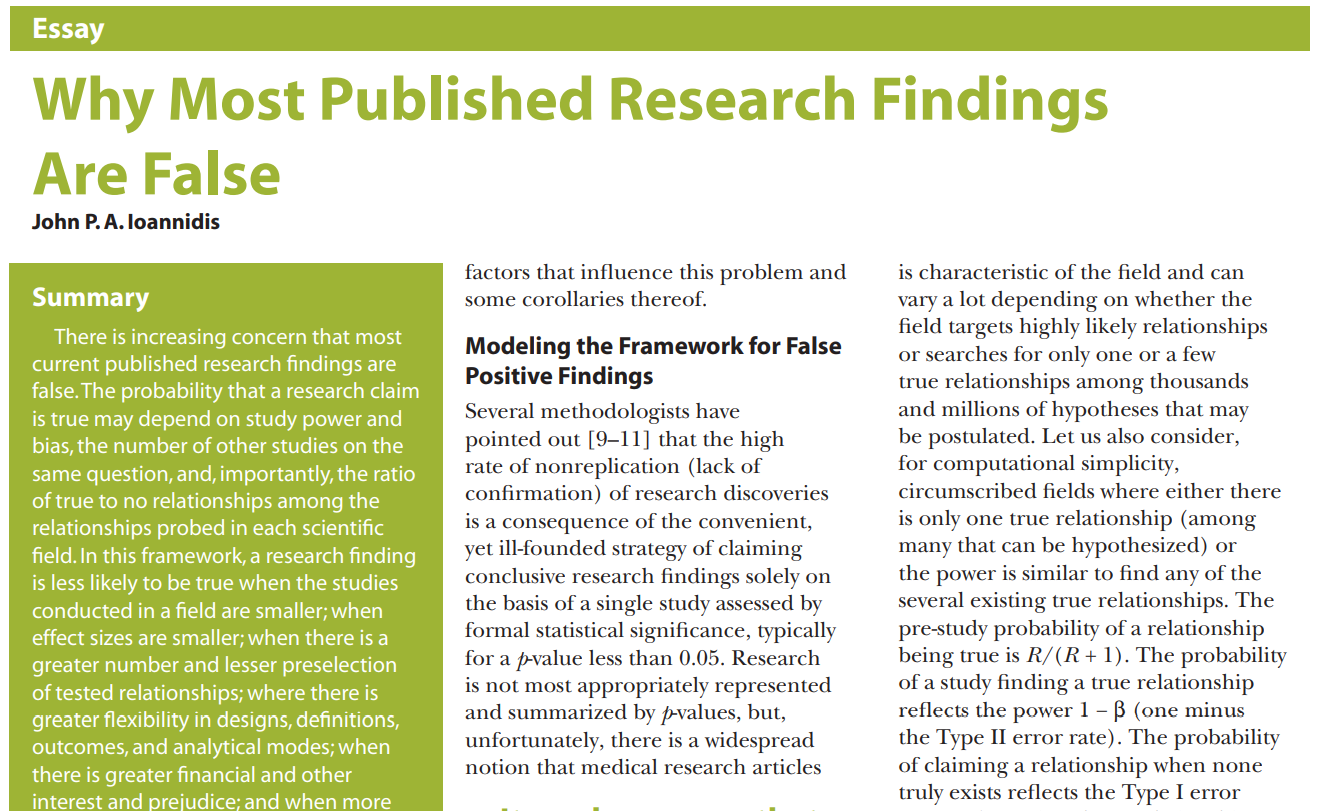 Essay
Why Most Published Research Findings
Are False
John P. A. Ioannidis
Summary
There is increasing concern that most
current published research findings are
false. The probability that a research claim
is true may depend on study power and
bias, the number of other studies on the
same question, and, importantly, the ratio
of true to no relationships among the
relationships probed in each scientific
field. In this framework, a research finding
is less likely to be true when the studies
conducted in a field are smaller; when
effect sizes are smaller; when there is a
greater number and lesser preselection
of tested relationships; where there is
greater flexibility in designs, definitions,
outcomes, and analytical modes; when
there is greater financial and other
interest and prejudice; and when more
factors that influence this problem and
some corollaries thereof.
Modeling the Framework for False
Positive Findings
Several methodologists have
pointed out [9–11] that the high
rate of nonreplication (lack of
confirmation) of research discoveries
is a consequence of the convenient,
yet ill-founded strategy of claiming
conclusive research findings solely on
the basis of a single study assessed by
formal statistical significance, typically
for a p-value less than 0.05. Research
is not most appropriately represented
and summarized by p-values, but,
unfortunately, there is a widespread
notion that medical research articles
is characteristic of the field and can
vary a lot depending on whether the
field targets highly likely relationships
or searches for only one or a few
true relationships among thousands
and millions of hypotheses that may
be postulated. Let us also consider,
for computational simplicity,
circumscribed fields where either there
is only one true relationship (among
many that can be hypothesized) or
the power is similar to find any of the
several existing true relationships. The
pre-study probability of a relationship
being true is R/(R + 1). The probability
of a study finding a true relationship
reflects the power 1 − β (one minus
the Type II error rate). The probability
of claiming a relationship when none
truly exists reflects the Type I error